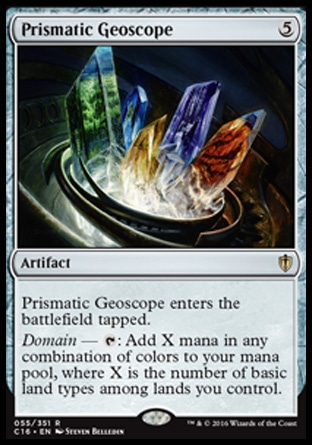 Prismatic Geoscope 5
Artifact
Prismatic Geoscope enters the
battlefield tapped.
Domain — : Add X mana in any
combination of colors to your mana
pool, where X is the number of basic
land types among lands you control.
055/351 R
C16 • EN Steven Belledin
™ & © 2016 Wizards of the Coast